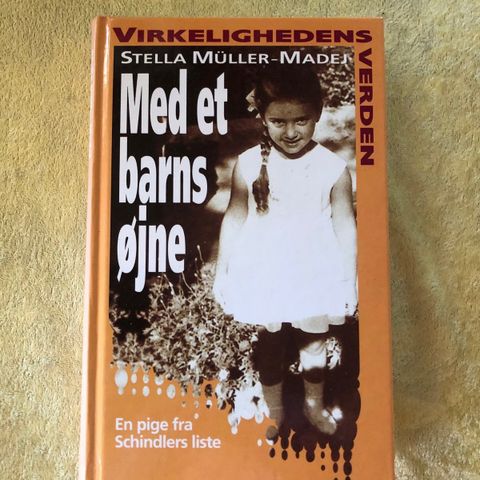 VIRKELIGHEDENS
VERDEN
STELLA MÜLLER-MADEJ
Med et
barns
øjne
En pige fra
Schindlers liste